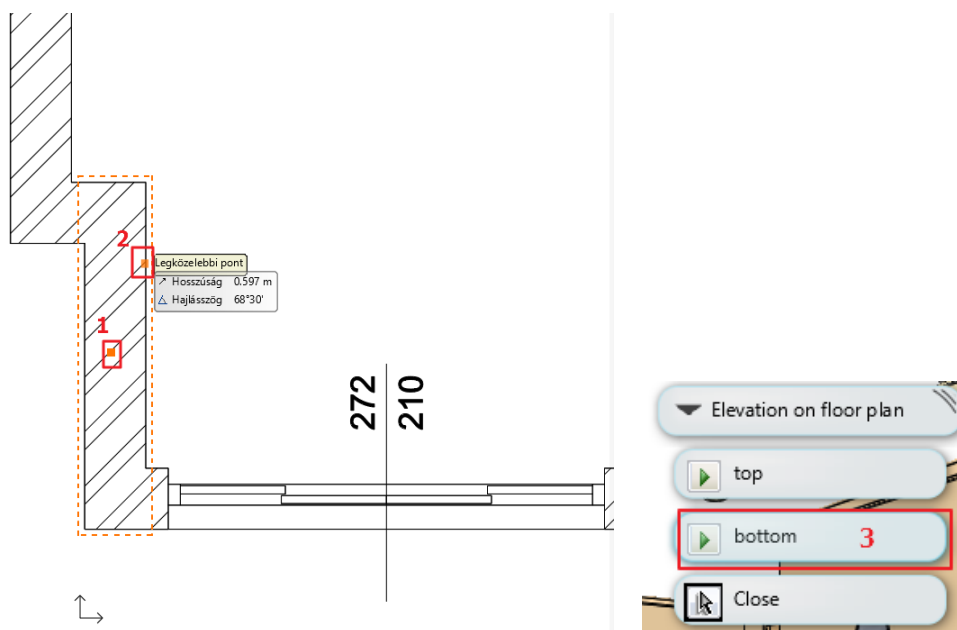 2
Legközelebbi pont
Hosszúság 0.597 m
Hajlásszög 68°30'
1
272
210
Elevation on floor plan
top
bottom 3
Close